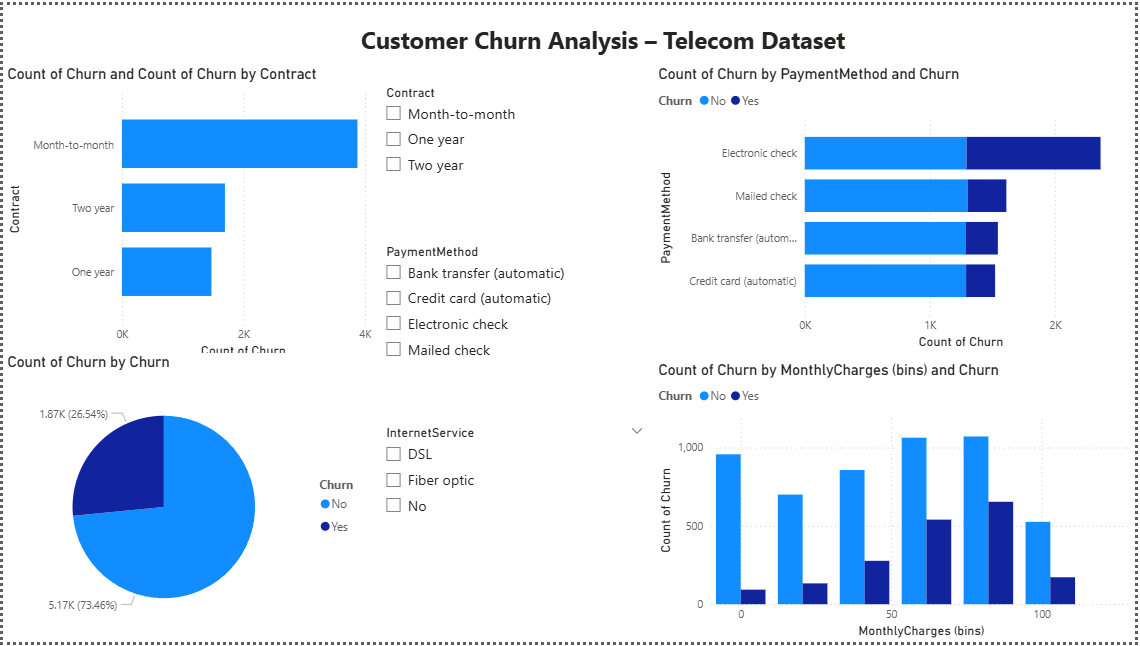 Customer Churn Analysis – Telecom Dataset
Count of Churn and Count of Churn by Contract
Contract
Month-to-month
Two year
One year
0K
2K
4K
Count of Churn
Contract
Month-to-month
One year
Two year
PaymentMethod
Bank transfer (automatic)
Credit card (automatic)
Electronic check
Mailed check
InternetService
DSL
Fiber optic
No
Count of Churn by PaymentMethod and Churn
Churn No Yes
PaymentMethod
Electronic check
Mailed check
Bank transfer (autom...
Credit card (automatic)
0K
1K
2K
Count of Churn
Count of Churn by Churn
1.87K (26.54%)
5.17K (73.46%)
Churn
No
Yes
Count of Churn by MonthlyCharges (bins) and Churn
Churn No Yes
Count of Churn
1,000
500
0
0
50
100
MonthlyCharges (bins)